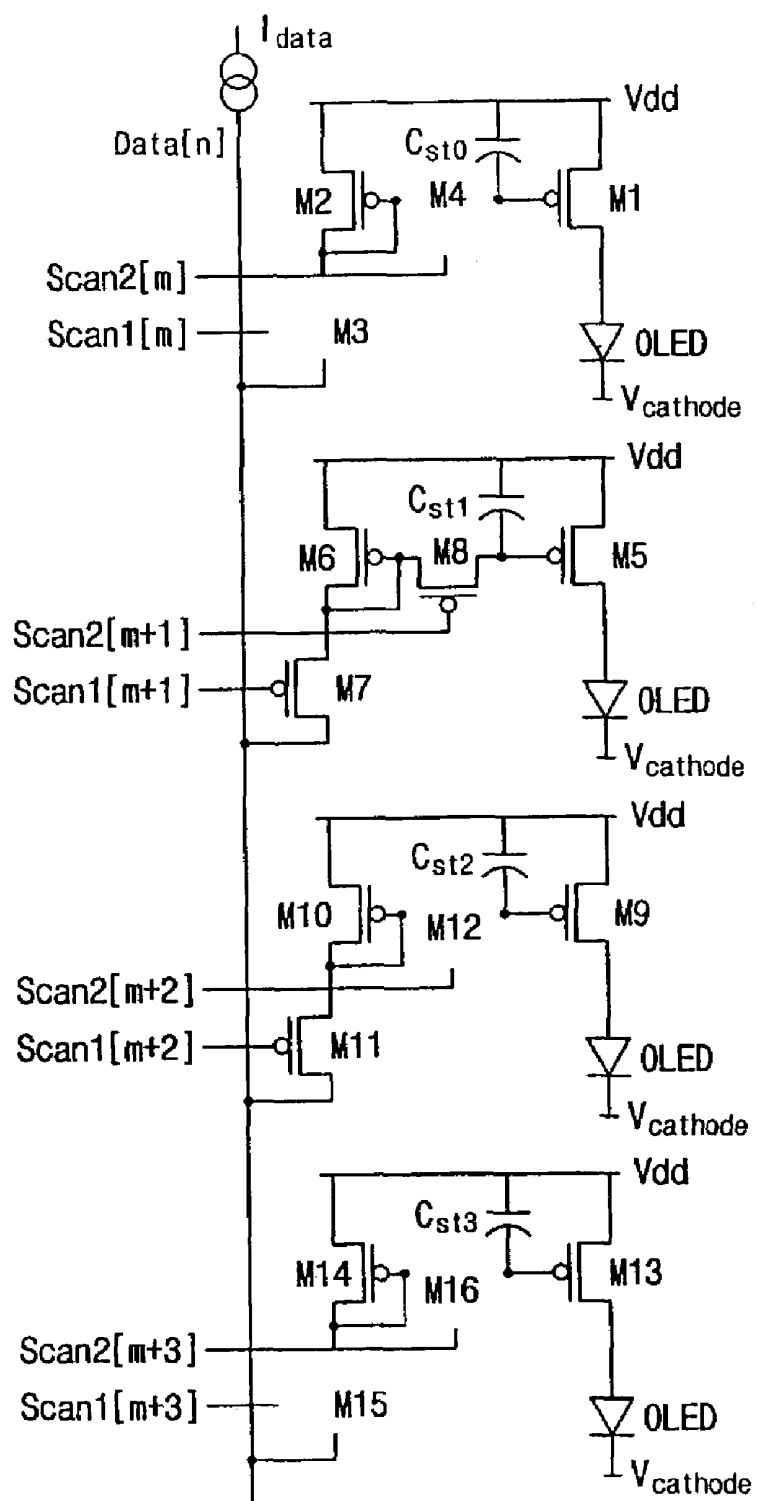 Idata
Data[n]
Vdd
Cst0
M2
M4
M1
Scan2[m]
Scan1[m]
M3
OLED
Vcathode
Vdd
Cst1
M6
M8
M5
Scan2[m+1]
Scan1[m+1]
M7
OLED
Vcathode
Vdd
Cst2
M10
M12
M9
Scan2[m+2]
Scan1[m+2]
M11
OLED
Vcathode
Vdd
Cst3
M14
M16
M13
Scan2[m+3]
Scan1[m+3]
M15
OLED
Vcathode